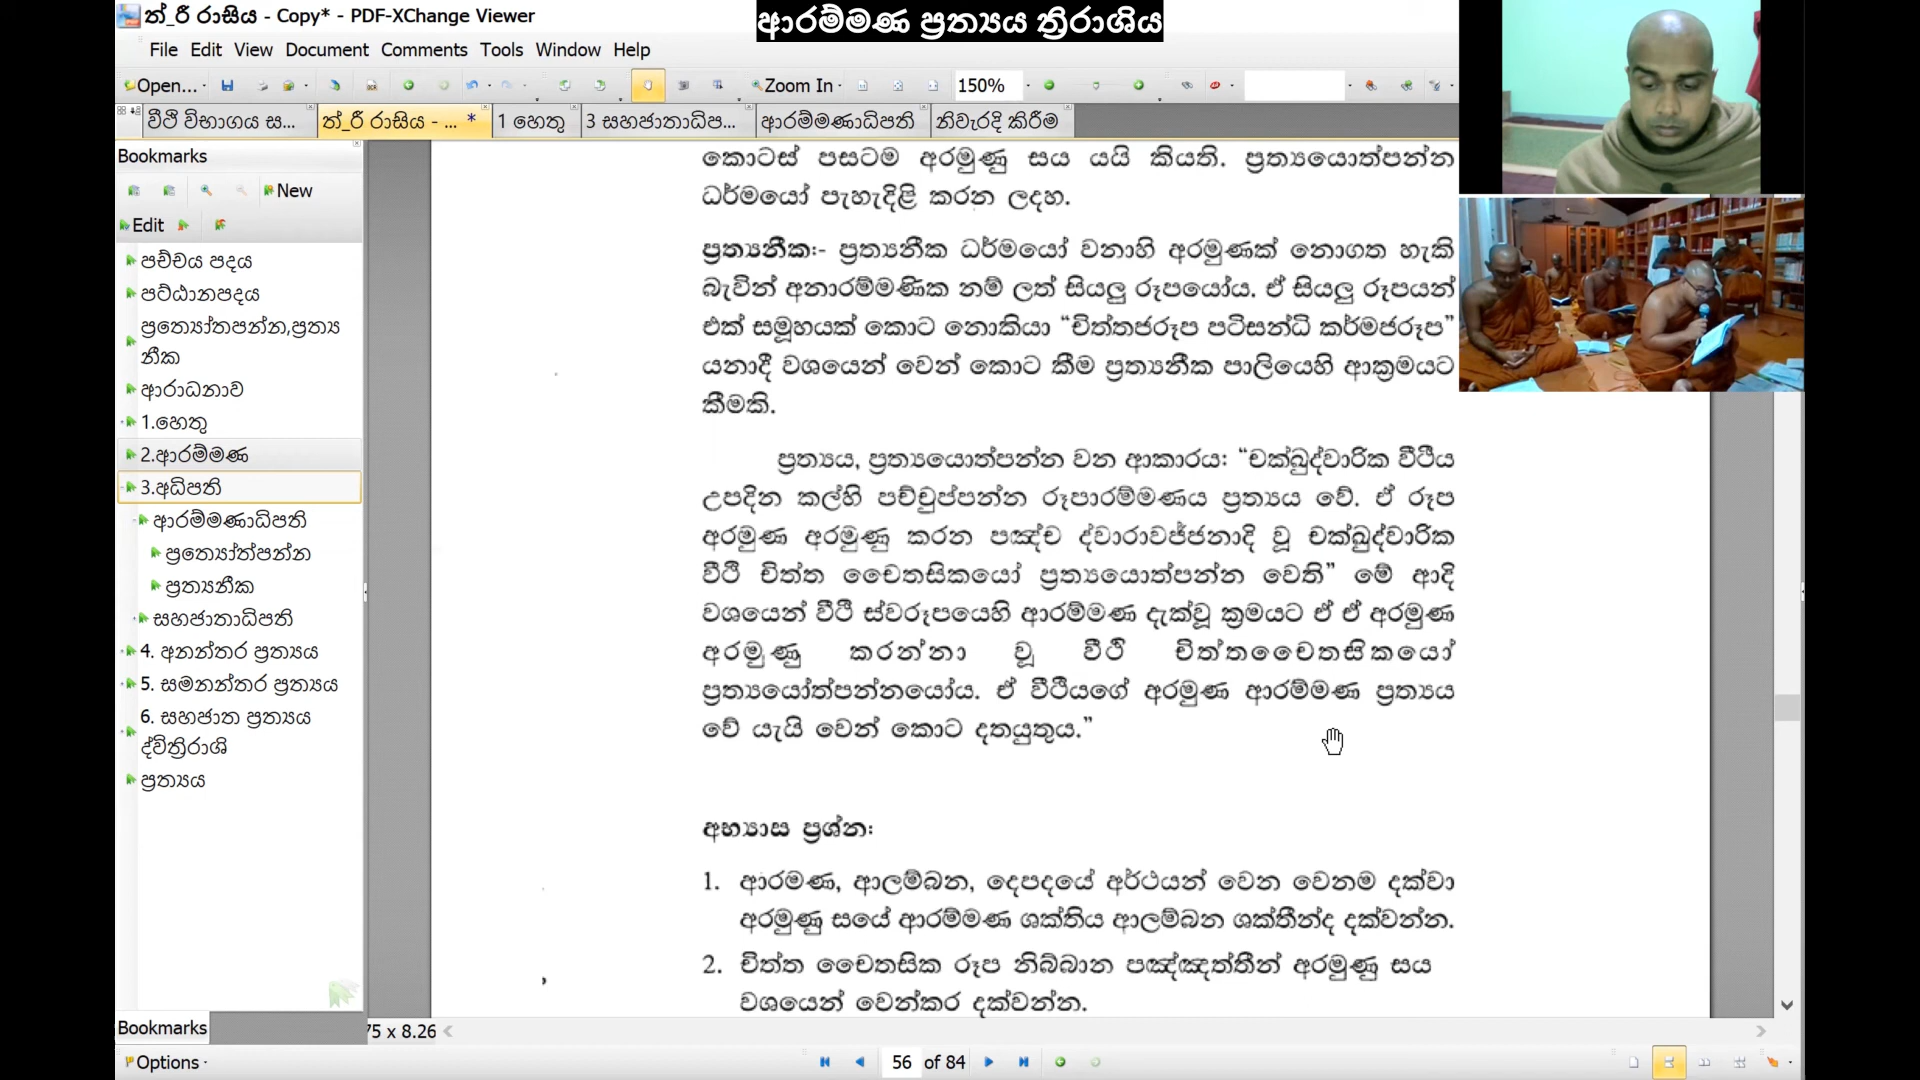 ත්_රී රාසිය - Copy* - PDF-XChange Viewer
ආරම්මණ ප්‍රත්‍යය ත්‍රිරාශිය
File Edit View Document Comments Tools Window Help
Open... Zoom In 150%
වීථි විභාගය ස... ත්_රී රාසිය - ... * 1 හෙතු 3 සහජාතාධිප... ආරම්මණාධිපති නිවැරදි කිරීම
Bookmarks
New
Edit
පච්චය පදය
පට්ඨානපදය
ප්‍රත්‍යෝතපන්න,ප්‍රත්‍ය
නීක
ආරාධනාව
1.හෙතු
2.ආරම්මණ
3.අධිපති
ආරම්මණාධිපති
ප්‍රත්‍යෝත්පන්න
ප්‍රත්‍යනීක
සහජාතාධිපති
4. අනන්තර ප්‍රත්‍යය
5. සමනන්තර ප්‍රත්‍යය
6. සහජාත ප්‍රත්‍යය
ද්විත්‍රිරාශි
ප්‍රත්‍යය
කොටස් පසටම අරමුණු සය යයි කියති. ප්‍රත්‍යයොත්පන්න
ධර්මයෝ පැහැදිළි කරන ලදහ.
ප්‍රත්‍යනීක:- ප්‍රත්‍යනීක ධර්මයෝ වනාහි අරමුණක් නොගත හැකි
බැවින් අනාරම්මණික නම් ලත් සියලු රූපයෝය. ඒ සියලු රූපයන්
එක් සමූහයක් කොට නොකියා “චිත්තජරූප පටිසන්ධි කර්මජරූප”
යනාදී වශයෙන් වෙන් කොට කීම ප්‍රත්‍යනීක පාලියෙහි ආක්‍රමයට
කීමකි.
ප්‍රත්‍යය, ප්‍රත්‍යයොත්පන්න වන ආකාරය: “චක්ඛුද්වාරික වීථිය
උපදින කල්හි පච්චුප්පන්න රූපාරම්මණය ප්‍රත්‍යය වේ. ඒ රූප
අරමුණ අරමුණු කරන පඤ්ච ද්වාරාවජ්ජනාදි වූ චක්ඛුද්වාරික
වීථි චිත්ත චෛතසිකයෝ ප්‍රත්‍යයොත්පන්න වෙති” මේ ආදි
වශයෙන් වීථි ස්වරූපයෙහි ආරම්මණ දැක්වූ ක්‍රමයට ඒ ඒ අරමුණ
අරමුණු කරන්නා වූ වීථි චිත්තචෛතසිකයෝ
ප්‍රත්‍යයෝත්පන්නයෝය. ඒ වීථියගේ අරමුණ ආරම්මණ ප්‍රත්‍යය
වේ යැයි වෙන් කොට දතයුතුය.”
අභ්‍යාස ප්‍රශ්න:
1. ආරමණ, ආලම්බන, දෙපදයේ අර්ථයන් වෙන වෙනම දක්වා
අරමුණු සයේ ආරම්මණ ශක්තිය ආලම්බන ශක්තීන්ද දක්වන්න.
2. චිත්ත චෛතසික රූප නිබ්බාන පඤ්ඤත්තීන් අරමුණු සය
වශයෙන් වෙන්කර දක්වන්න.
Bookmarks
75 x 8.26
Options
56 of 84